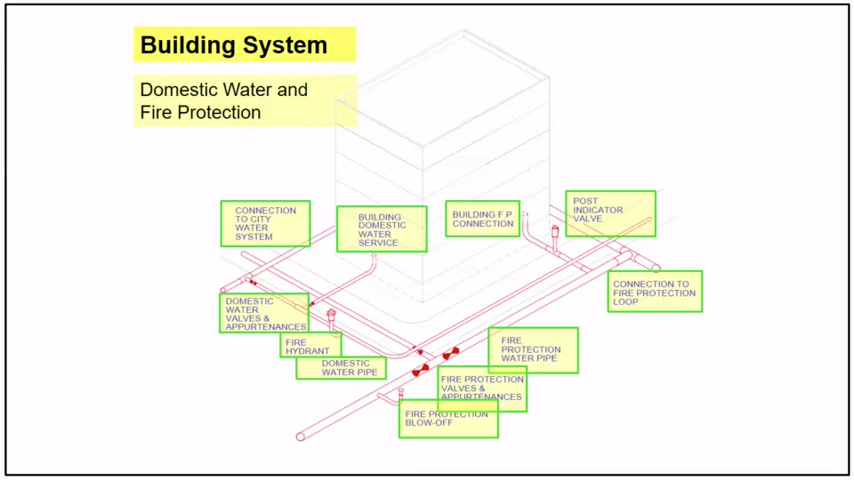 Building System
Domestic Water and
Fire Protection
CONNECTION
TO CITY
WATER
SYSTEM
BUILDING
DOMESTIC
WATER
SERVICE
BUILDING F.P.
CONNECTION
POST
INDICATOR
VALVE
CONNECTION TO
FIRE PROTECTION
LOOP
DOMESTIC
WATER
VALVES &
APPURTENANCES
FIRE
HYDRANT
DOMESTIC
WATER PIPE
FIRE
PROTECTION
WATER PIPE
FIRE PROTECTION
VALVES &
APPURTENANCES
FIRE PROTECTION
BLOW-OFF